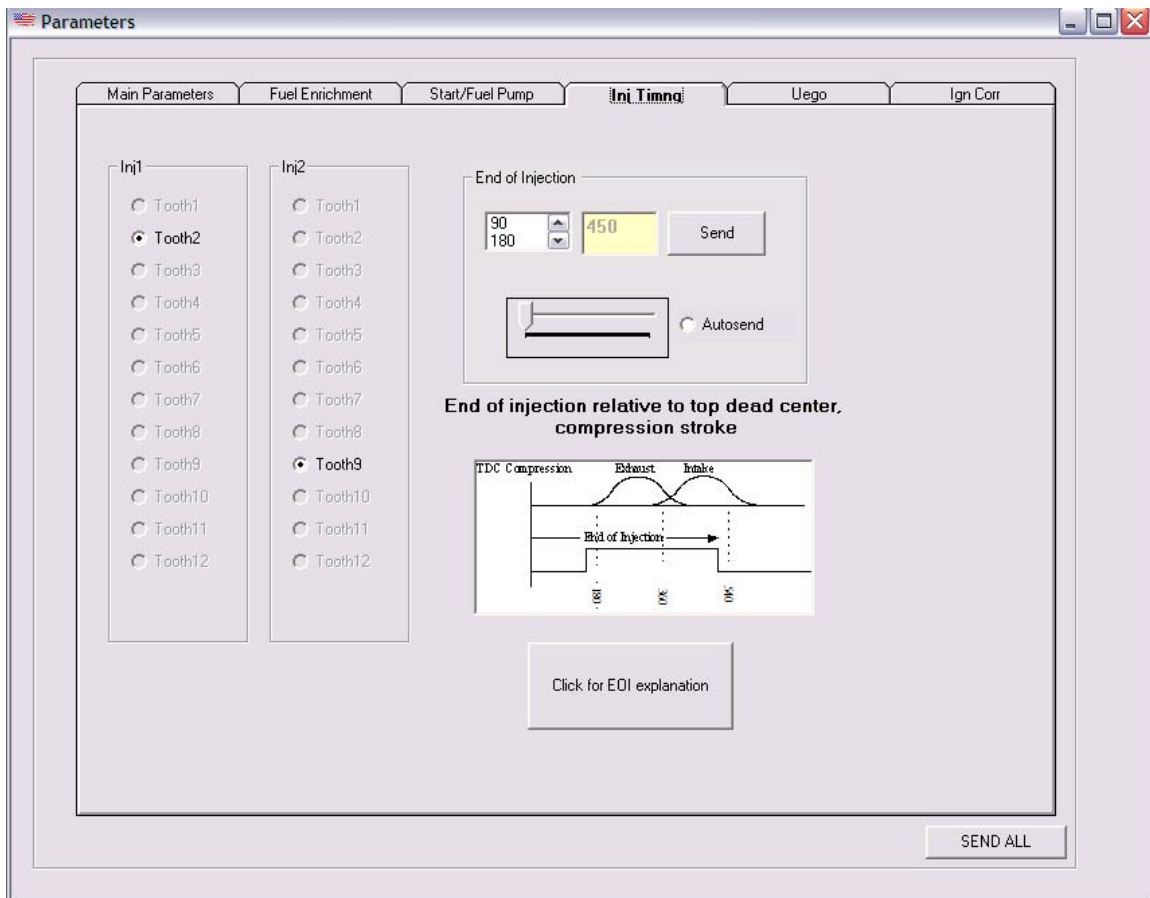 Parameters
Main Parameters
Fuel Enrichment
Start/Fuel Pump
Inj Timng
Uego
Ign Corr
Inj1
Tooth1
Tooth2
Tooth3
Tooth4
Tooth5
Tooth6
Tooth7
Tooth8
Tooth9
Tooth10
Tooth11
Tooth12
Inj2
Tooth1
Tooth2
Tooth3
Tooth4
Tooth5
Tooth6
Tooth7
Tooth8
Tooth9
Tooth10
Tooth11
Tooth12
End of Injection
90
180
450
Send
Autosend
End of injection relative to top dead center,
compression stroke
TDC Compression
Exhaust
Intake
End of Injection
180
360
540
Click for EOI explanation
SEND ALL